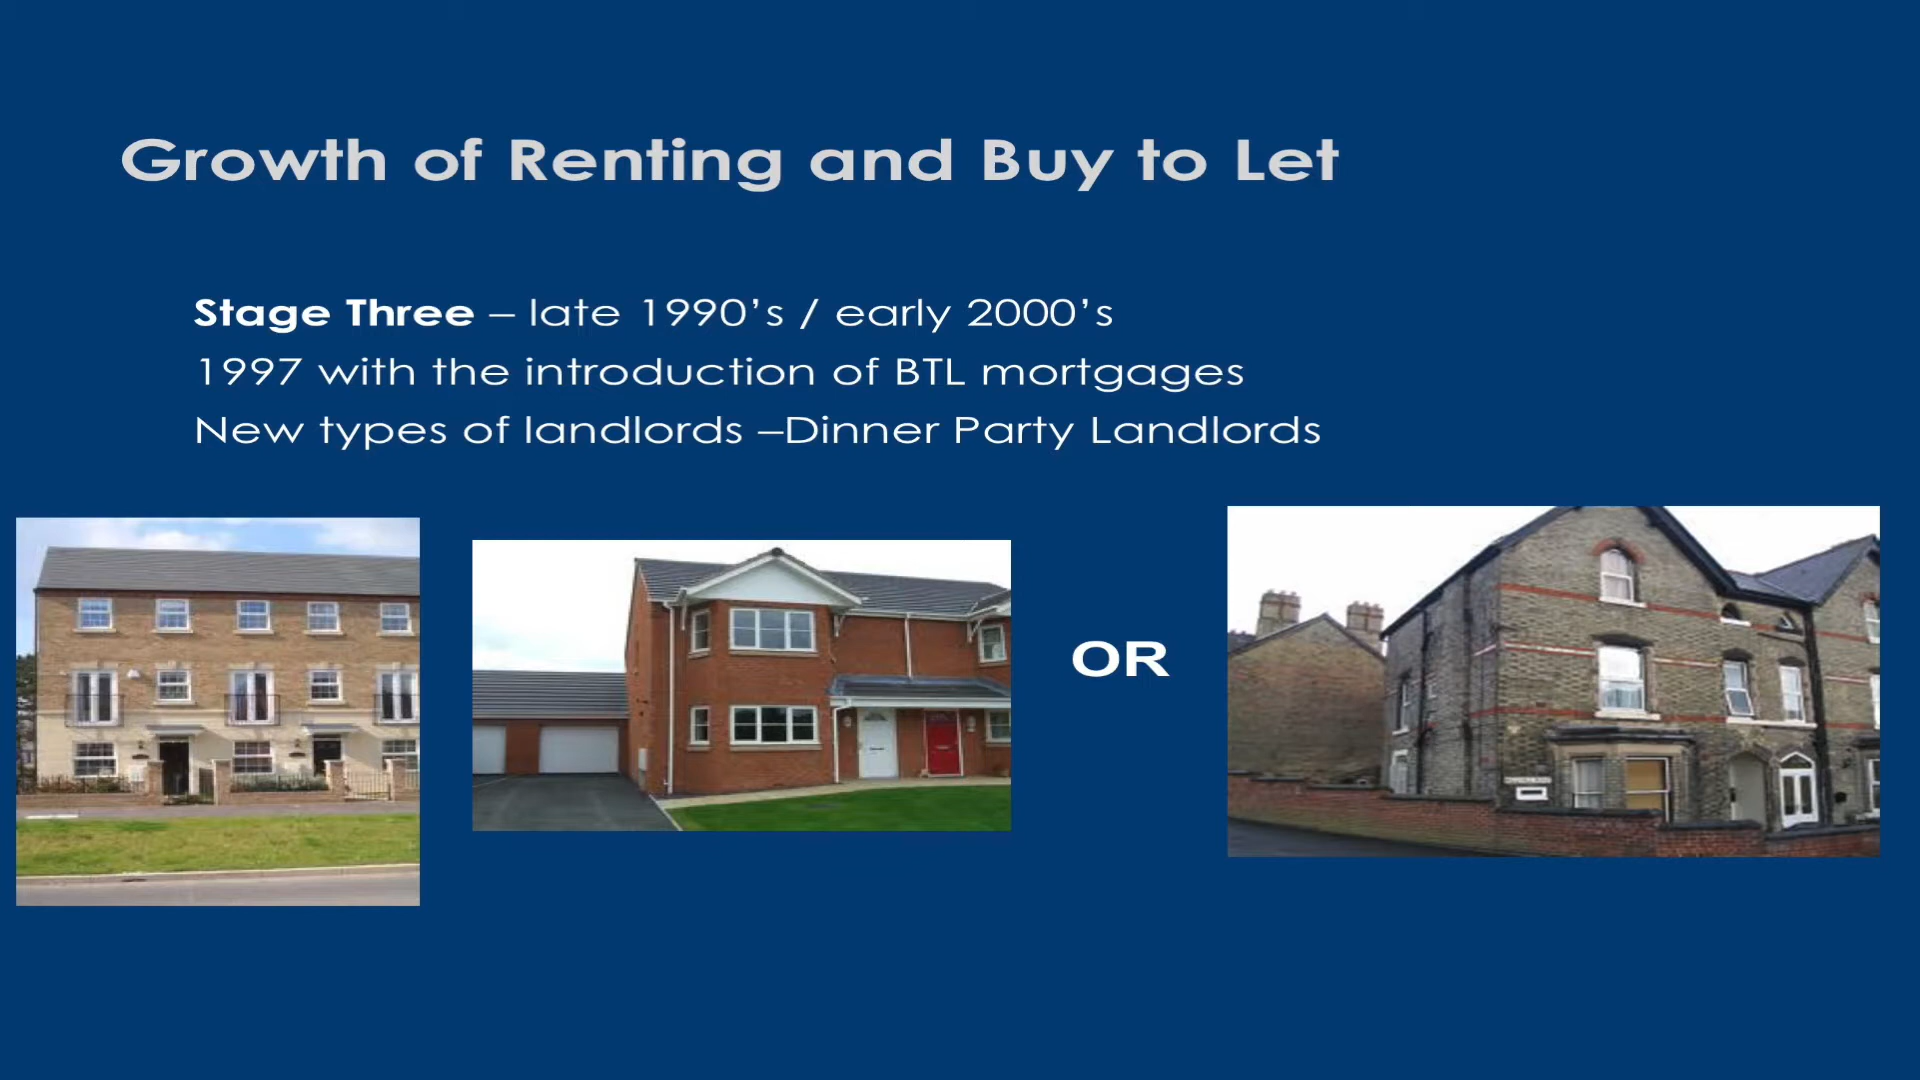 Growth of Renting and Buy to Let
Stage Three – late 1990’s / early 2000’s
1997 with the introduction of BTL mortgages
New types of landlords –Dinner Party Landlords
OR